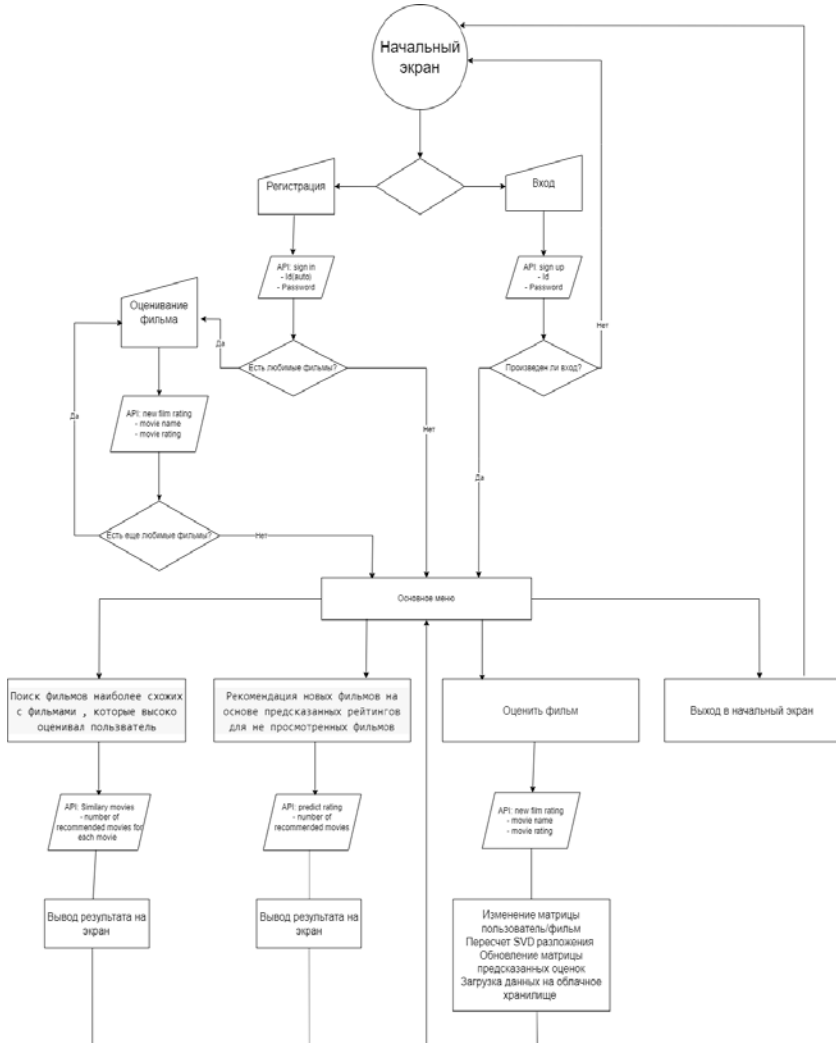 Начальный
экран
Регистрация
Вход
API: sign in
- Id(auto)
- Password
API: sign up
- Id
- Password
Оценивание
фильма
Да
Есть любимые фильмы?
Произведен ли вход?
Нет
API: new film rating
- movie name
- movie rating
Да
Нет
Да
Есть еще любимые фильмы?
Нет
Основное меню
Поиск фильмов наиболее схожих
с фильмами , которые высоко
оценивал пользватель
Рекомендация новых фильмов на
основе предсказанных рейтингов
для не просмотренных фильмов
Оценить фильм
Выход в начальный экран
API: Similary movies
- number of
recommended movies for
each movie
API: predict rating
- number of
recommended movies
API: new film rating
- movie name
- movie rating
Вывод результата на
экран
Вывод результата на
экран
Изменение матрицы
пользователь/фильм
Пересчет SVD разложения
Обновление матрицы
предсказанных оценок
Загрузка данных на облачное
хранилище